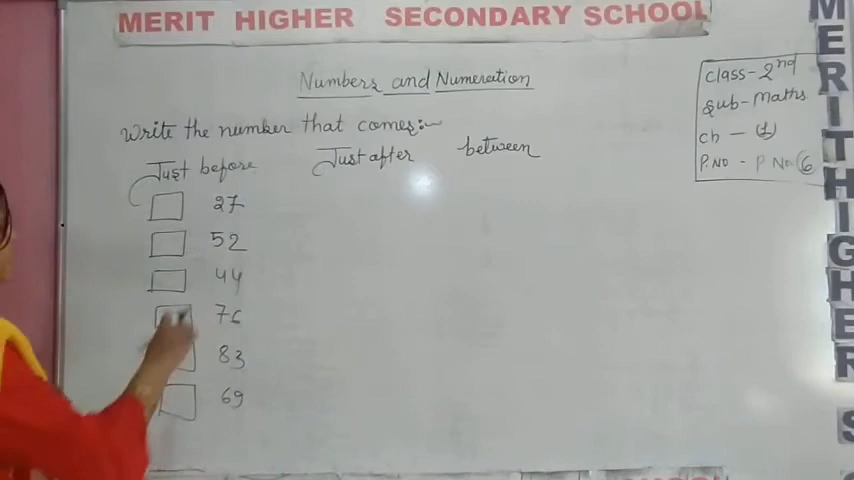 MERIT HIGHER SECONDARY SCHOOL
Numbers and Numeration
Class - 2nd
Sub - Maths
Ch - (1)
P.NO - P No. 6
Write the number that comes:~
Just before Just after between
27
52
44
76
83
69
MERIT HIGHER S